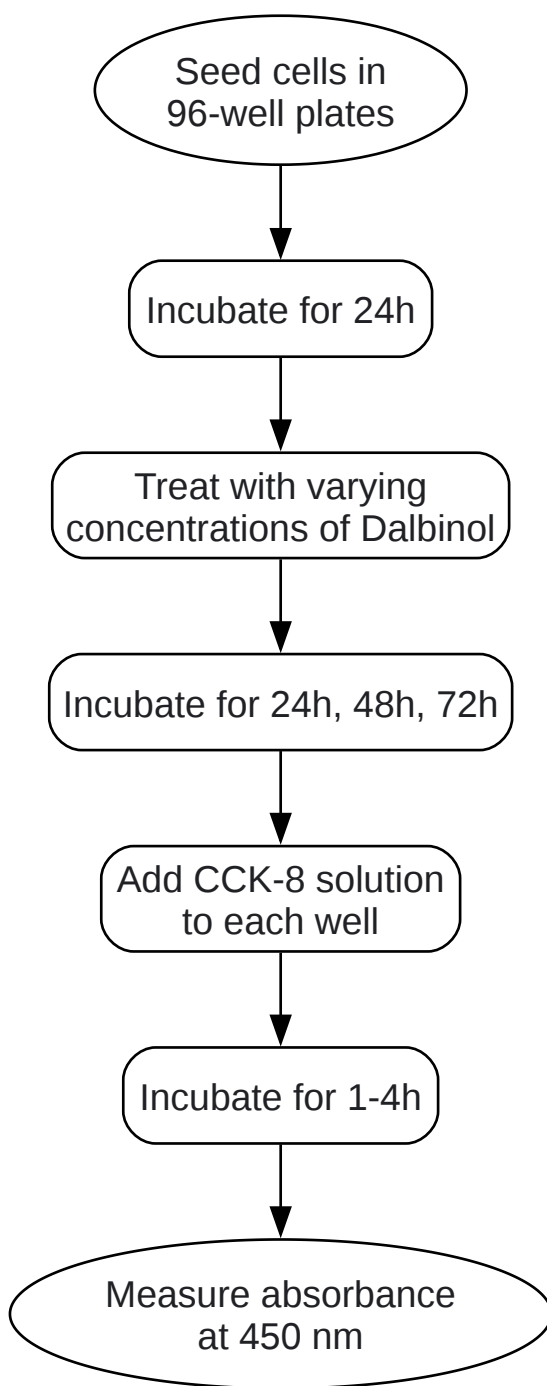 Seed cells in
96-well plates
Incubate for 24h
Treat with varying
concentrations of Dalbinol
Incubate for 24h, 48h, 72h
Add CCK-8 solution
to each well
Incubate for 1-4h
Measure absorbance
at 450 nm